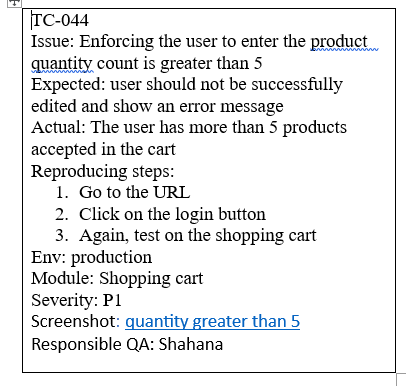 TC-044
Issue: Enforcing the user to enter the product
quantity count is greater than 5
Expected: user should not be successfully
edited and show an error message
Actual: The user has more than 5 products
accepted in the cart
Reproducing steps:
1. Go to the URL
2. Click on the login button
3. Again, test on the shopping cart
Env: production
Module: Shopping cart
Severity: P1
Screenshot: quantity greater than 5
Responsible QA: Shahana